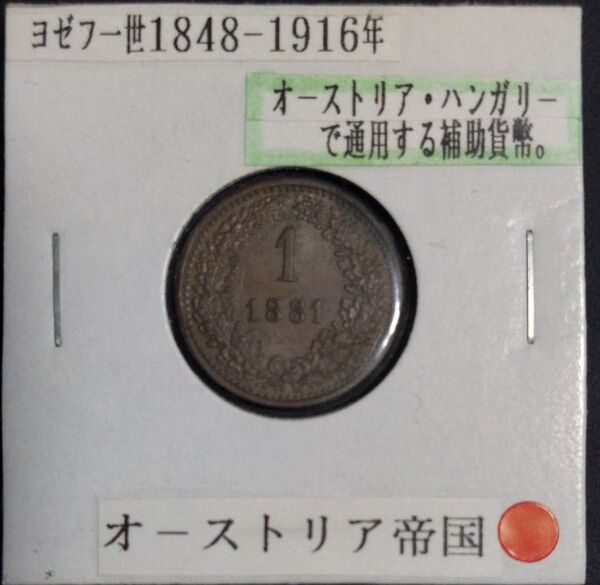 ヨゼフ一世1848-1916年
オーストリア・ハンガリー
で通用する補助貨幣。
1
1881
オーストリア帝国